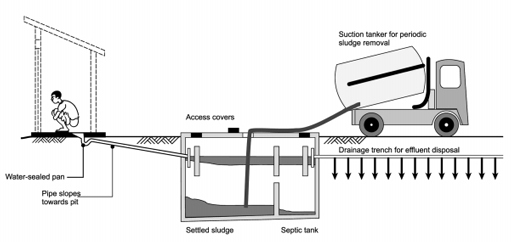 Suction tanker for periodic
sludge removal
Access covers
Drainage trench for effluent disposal
Water-sealed pan
Pipe slopes
towards pit
Settled sludge
Septic tank